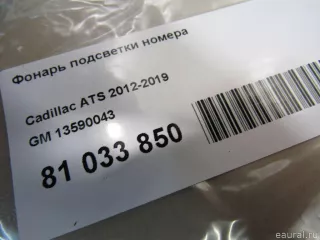 Фонарь подсветки номера
Cadillac ATS 2012-2019
GM 13590043
81 033 850
eaural.ru